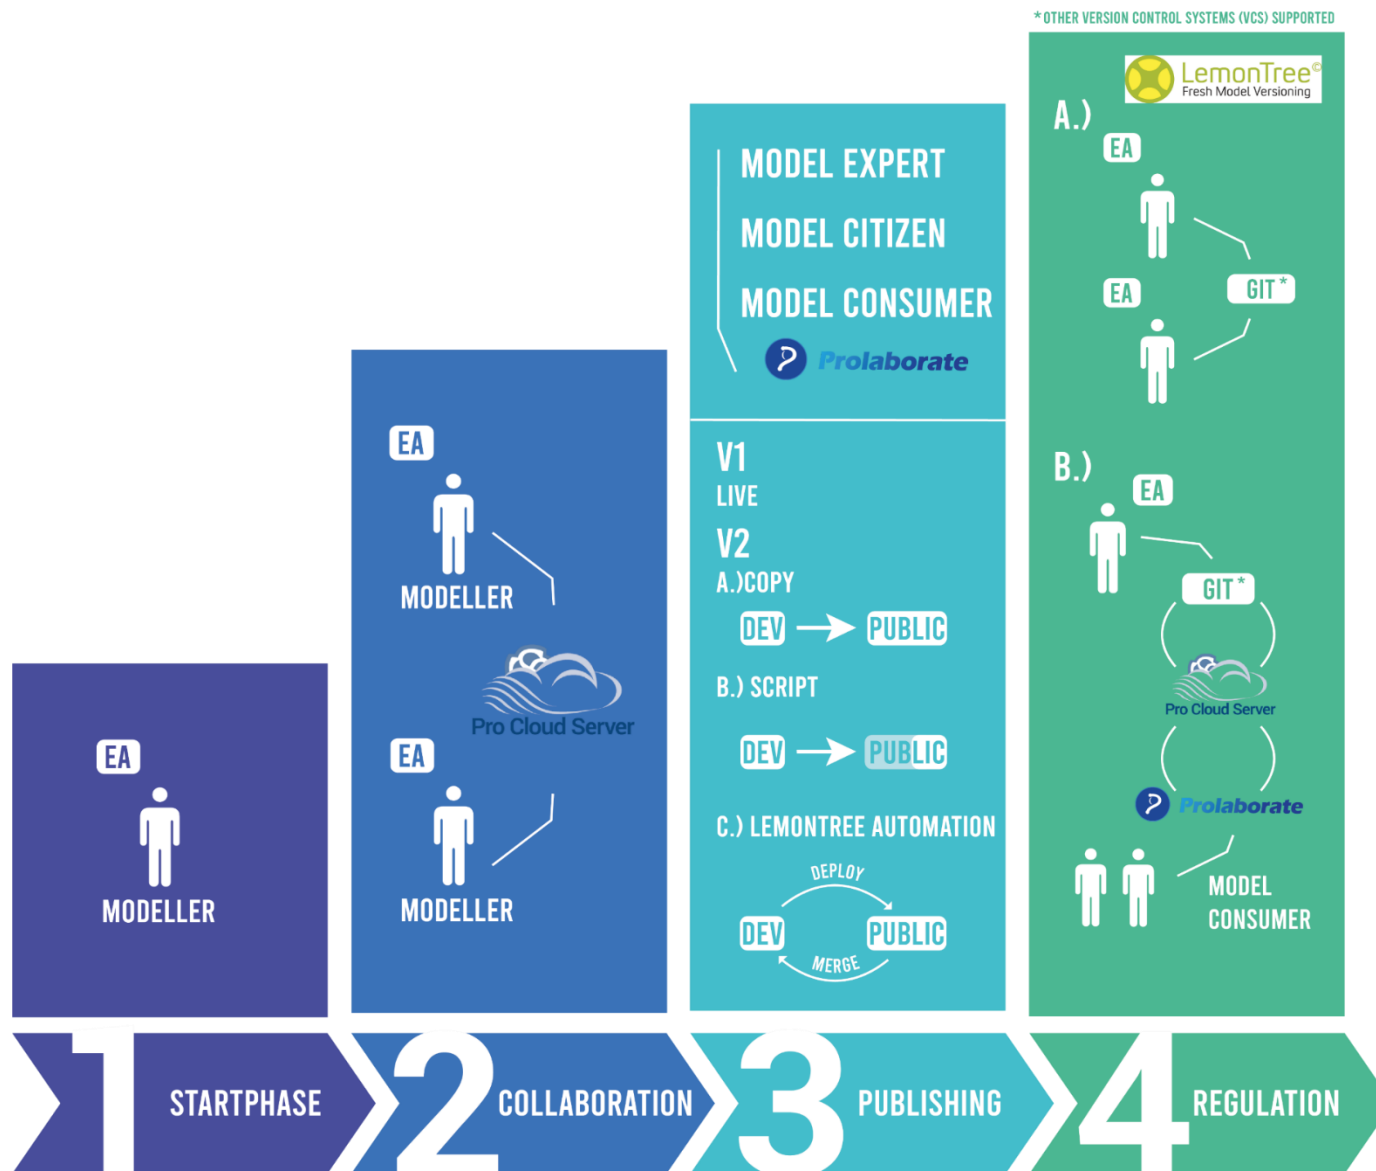 EA
MODELLER
1
STARTPHASE
EA
MODELLER
Pro Cloud Server
EA
MODELLER
2
COLLABORATION
MODEL EXPERT
MODEL CITIZEN
MODEL CONSUMER
Prolaborate
V1
LIVE
V2
A.)COPY
DEV PUBLIC
B.) SCRIPT
DEV PUBLIC
C.) LEMONTREE AUTOMATION
DEPLOY
DEV PUBLIC
MERGE
3
PUBLISHING
* OTHER VERSION CONTROL SYSTEMS (VCS) SUPPORTED
LemonTree©
Fresh Model Versioning
A.)
EA
EA
GIT*
B.)
EA
GIT*
Pro Cloud Server
Prolaborate
MODEL
CONSUMER
4
REGULATION